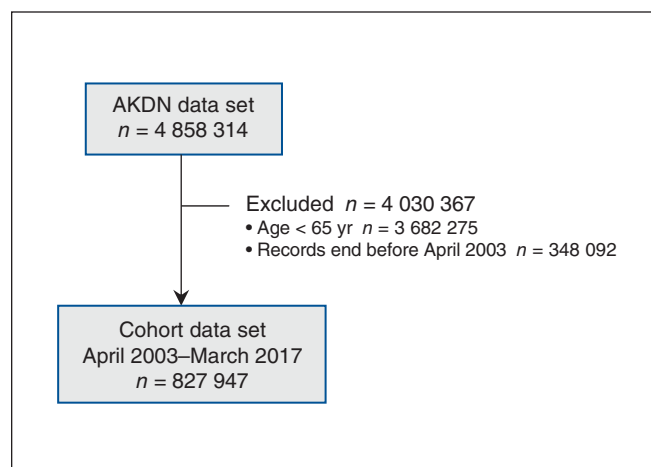 AKDN data set
n = 4 858 314
Excluded n = 4 030 367
• Age < 65 yr n = 3 682 275
• Records end before April 2003 n = 348 092
Cohort data set
April 2003–March 2017
n = 827 947